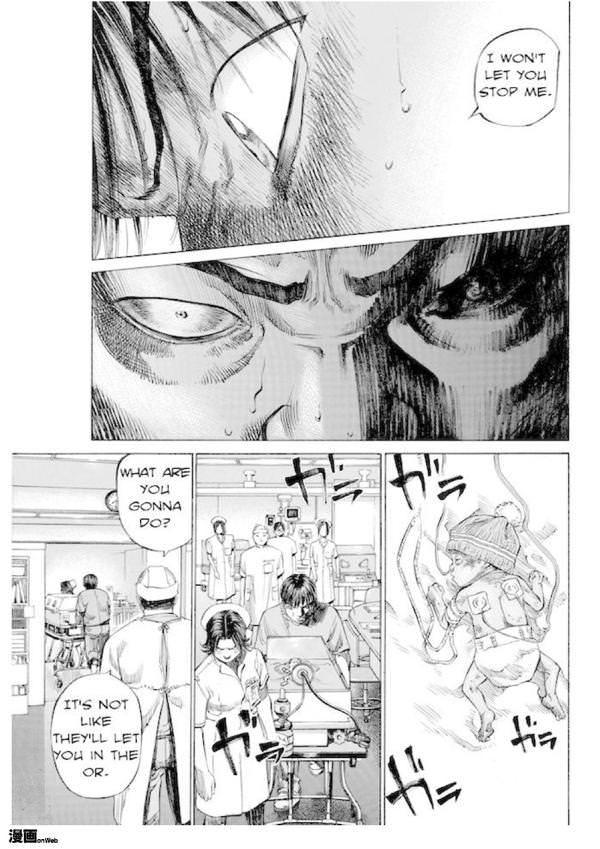 I WON'T
LET YOU
STOP ME.
ガラ
ガラ
ガラ
ガラ
ガラ
WHAT ARE
YOU
GONNA
DO?
IT'S NOT
LIKE
THEY'LL LET
YOU IN THE
OR.
漫画onWeb